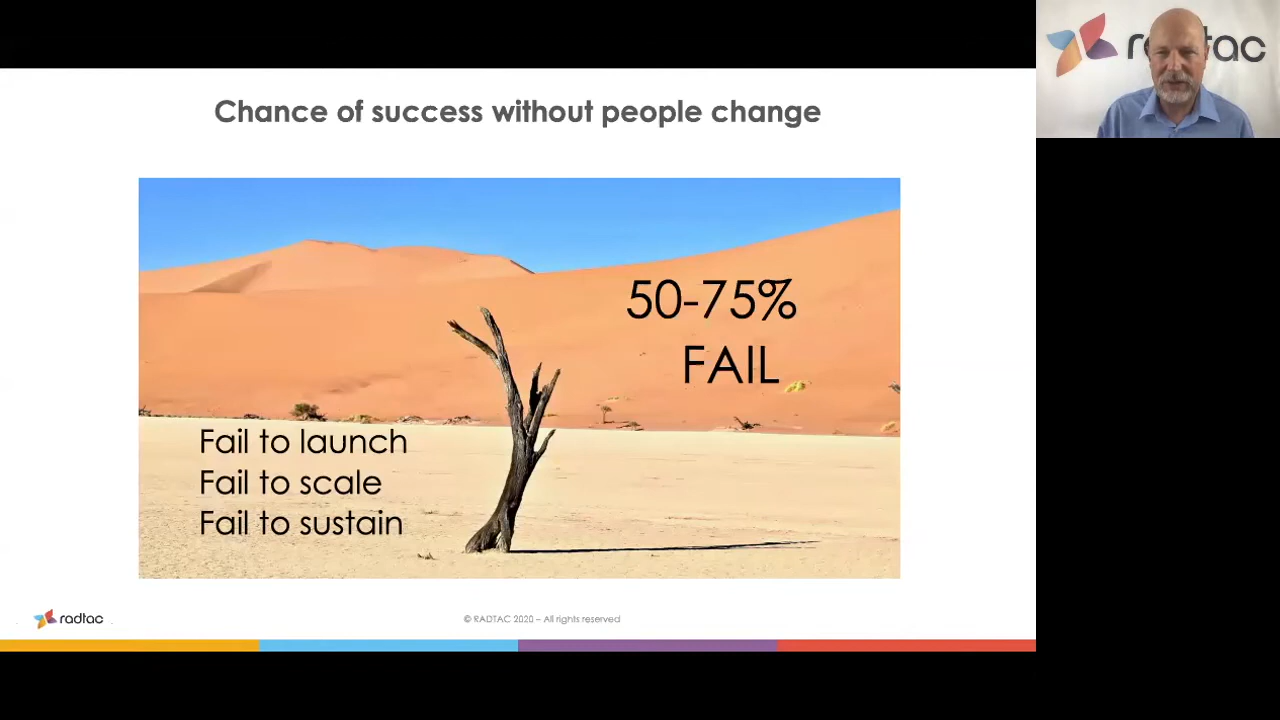 Chance of success without people change
50-75%
FAIL
Fail to launch
Fail to scale
Fail to sustain
radtac
© RADTAC 2020 – All rights reserved